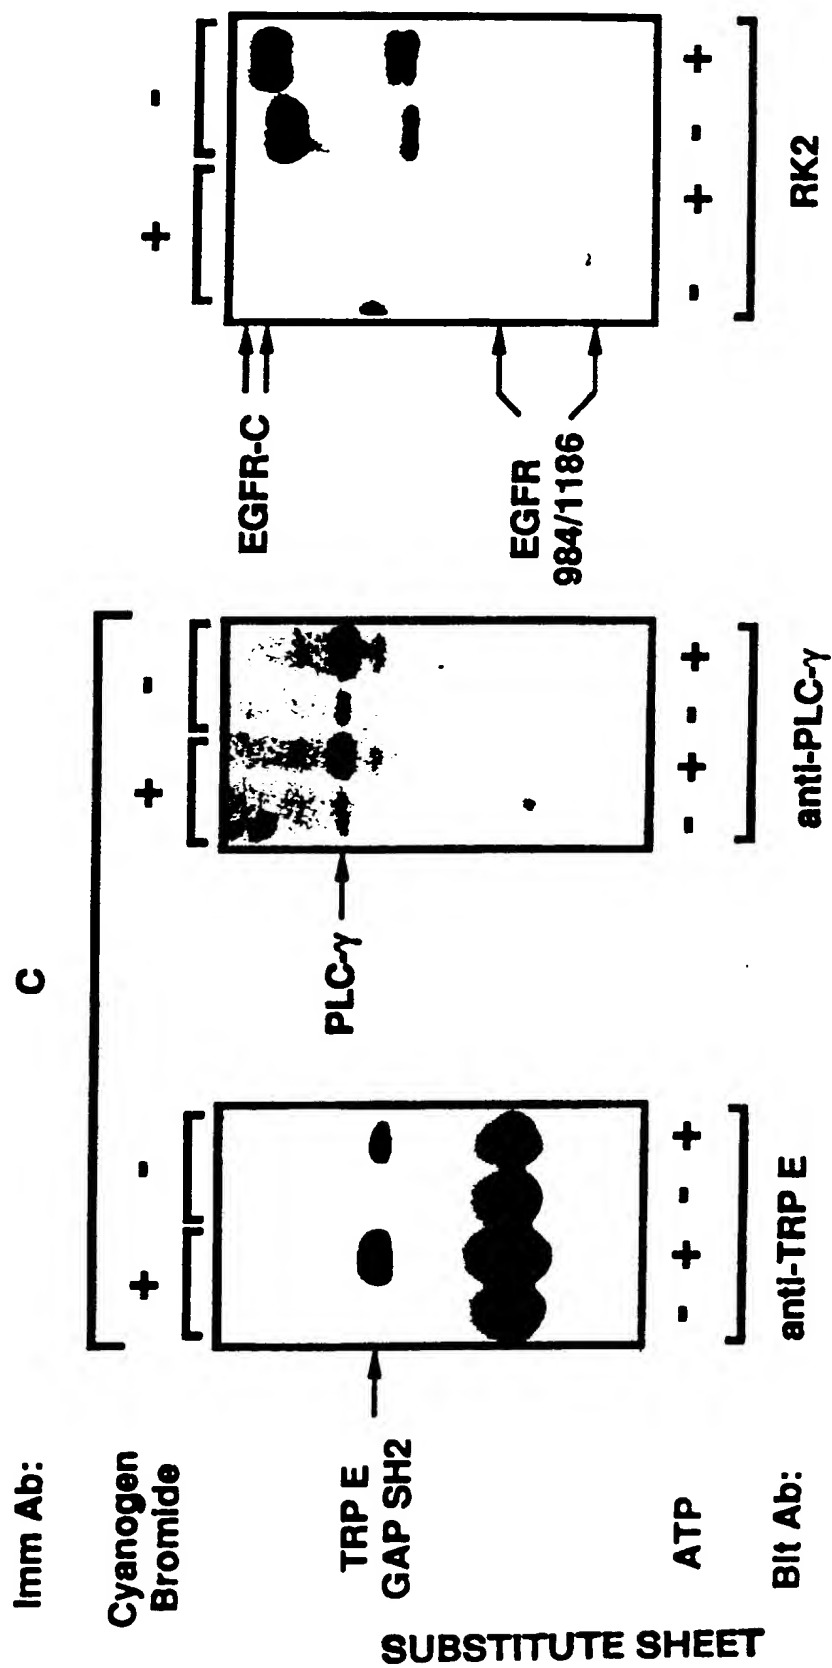 Imm Ab:
C
Cyanogen
Bromide
+ - + - + -
TRP E
GAP SH2
PLC-γ
EGFR-C
EGFR
984/1186
ATP
- + - + - + - + - + - +
Blt Ab:
anti-TRP E
anti-PLC-γ
RK2
SUBSTITUTE SHEET